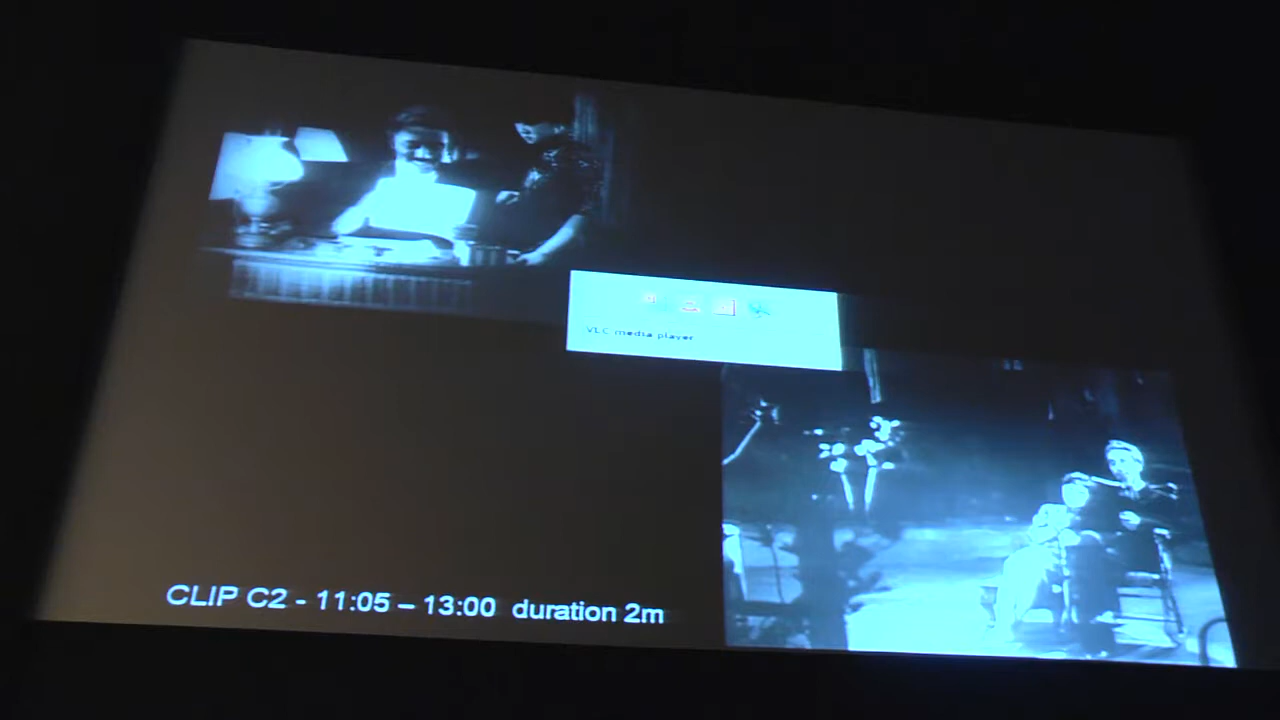 VLC media player
CLIP C2 - 11:05 – 13:00 duration 2m